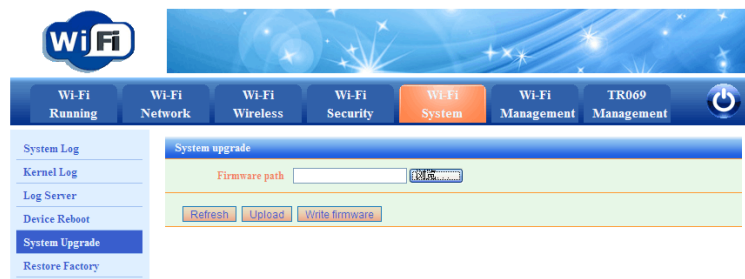 Wi Fi
Wi-Fi Running
Wi-Fi Network
Wi-Fi Wireless
Wi-Fi Security
Wi-Fi System
Wi-Fi Management
TR069 Management
System Log
Kernel Log
Log Server
Device Reboot
System Upgrade
Restore Factory
System upgrade
Firmware path
Refresh
Upload
Write firmware